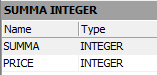 SUMMA INTEGER
Name Type
SUMMA INTEGER
PRICE INTEGER